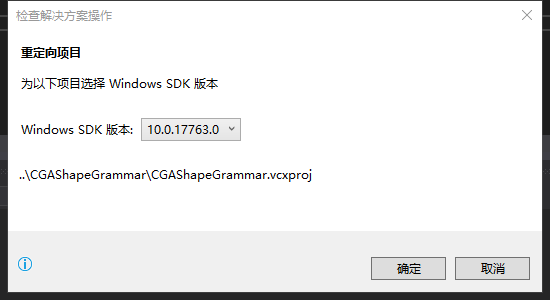 检查解决方案操作
重定向项目
为以下项目选择 Windows SDK 版本
Windows SDK 版本: 10.0.17763.0
..\CGAShapeGrammar\CGAShapeGrammar.vcxproj
确定 取消